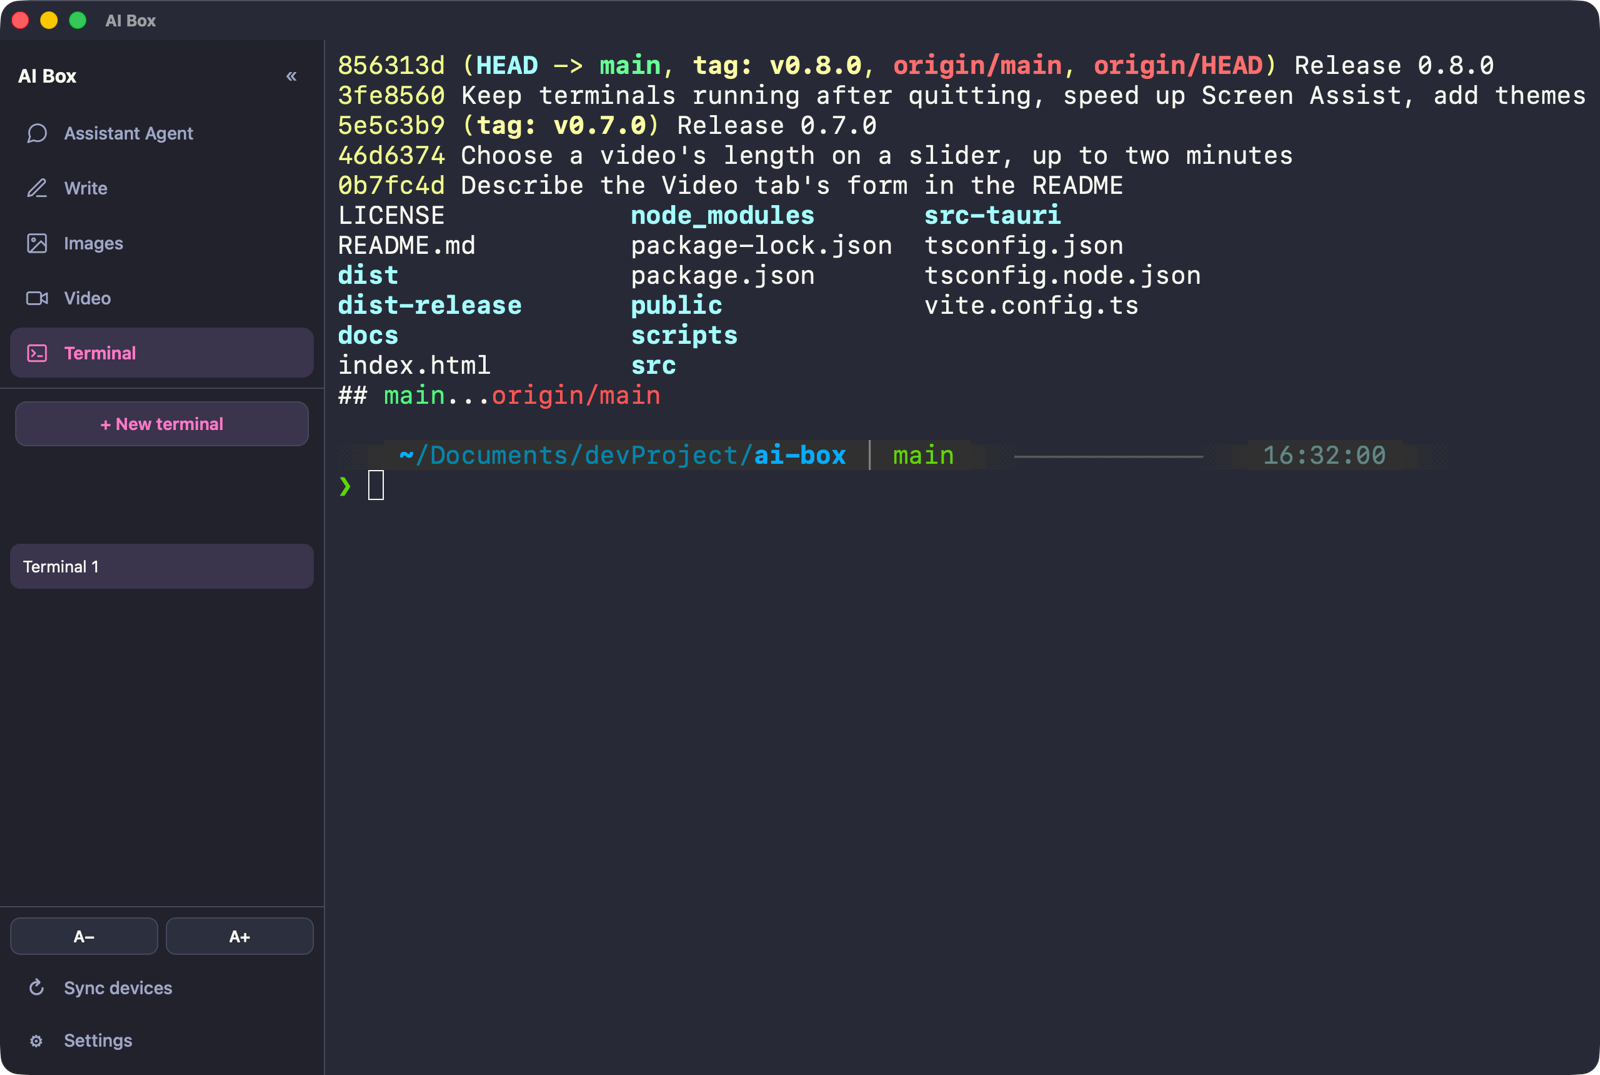 AI Box
AI Box «
Assistant Agent
Write
Images
Video
Terminal
+ New terminal
Terminal 1
A− A+
Sync devices
Settings
856313d (HEAD -> main, tag: v0.8.0, origin/main, origin/HEAD) Release 0.8.0
3fe8560 Keep terminals running after quitting, speed up Screen Assist, add themes
5e5c3b9 (tag: v0.7.0) Release 0.7.0
46d6374 Choose a video's length on a slider, up to two minutes
0b7fc4d Describe the Video tab's form in the README
LICENSE node_modules src-tauri
README.md package-lock.json tsconfig.json
dist package.json tsconfig.node.json
dist-release public vite.config.ts
docs scripts
index.html src
## main...origin/main
~/Documents/devProject/ai-box | main 16:32:00
❯